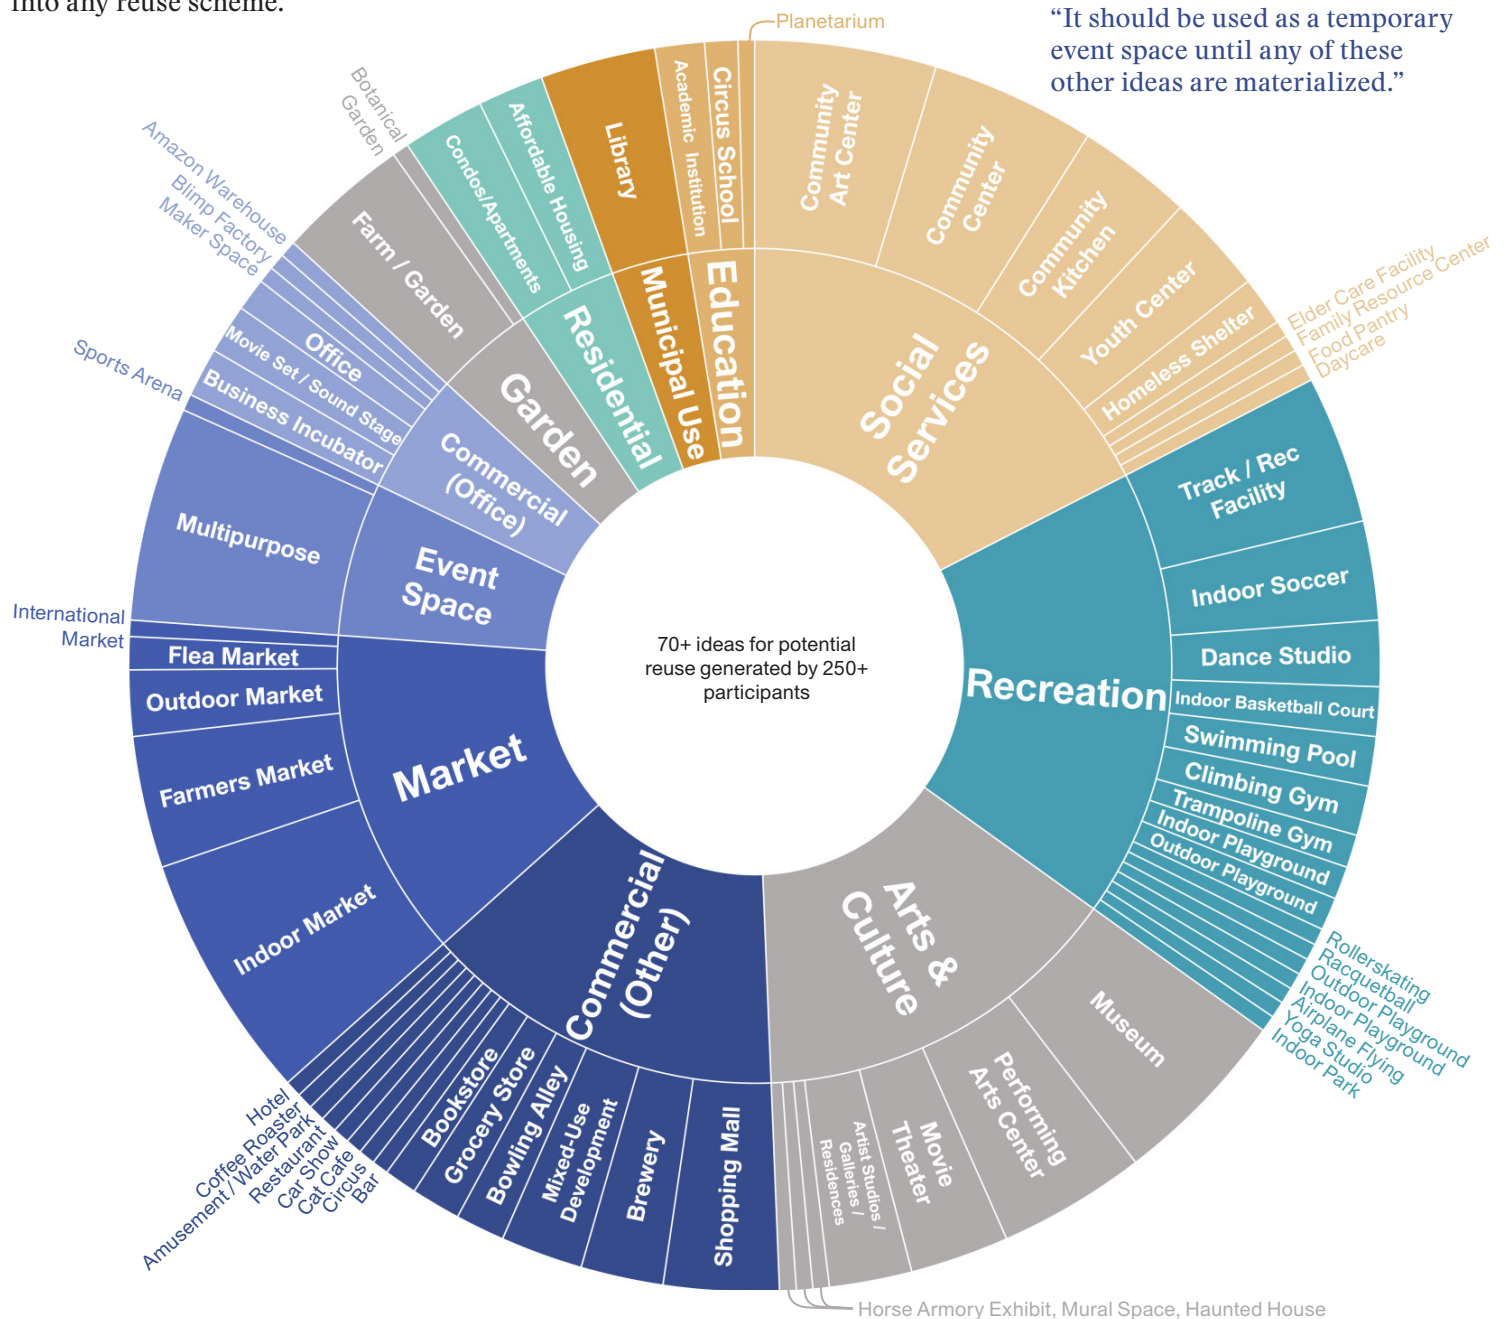 into any reuse scheme.
“It should be used as a temporary
event space until any of these
other ideas are materialized.”
70+ ideas for potential
reuse generated by 250+
participants
Social
Services
Community
Art Center
Community
Center
Community
Kitchen
Youth Center
Homeless Shelter
Elder Care Facility
Family Resource Center
Food Pantry
Daycare
Recreation
Track / Rec
Facility
Indoor Soccer
Dance Studio
Indoor Basketball Court
Swimming Pool
Climbing Gym
Trampoline Gym
Indoor Playground
Outdoor Playground
Rollerskating
Racquetball
Outdoor Playground
Indoor Playground
Airplane Flying
Yoga Studio
Indoor Park
Arts &
Culture
Museum
Performing
Arts Center
Movie
Theater
Artist Studios /
Galleries /
Residences
Horse Armory Exhibit, Mural Space, Haunted House
Commercial
(Other)
Shopping Mall
Brewery
Mixed-Use
Development
Bowling Alley
Grocery Store
Bookstore
Bar
Circus
Cat Cafe
Car Show
Restaurant
Amusement / Water Park
Coffee Roaster
Hotel
Market
Indoor Market
Farmers Market
Outdoor Market
Flea Market
International
Market
Event
Space
Multipurpose
Sports Arena
Commercial
(Office)
Business Incubator
Movie Set / Sound Stage
Office
Maker Space
Blimp Factory
Amazon Warehouse
Garden
Farm / Garden
Botanical
Garden
Residential
Condos/Apartments
Affordable Housing
Municipal Use
Library
Education
Academic Institution
Circus School
Planetarium